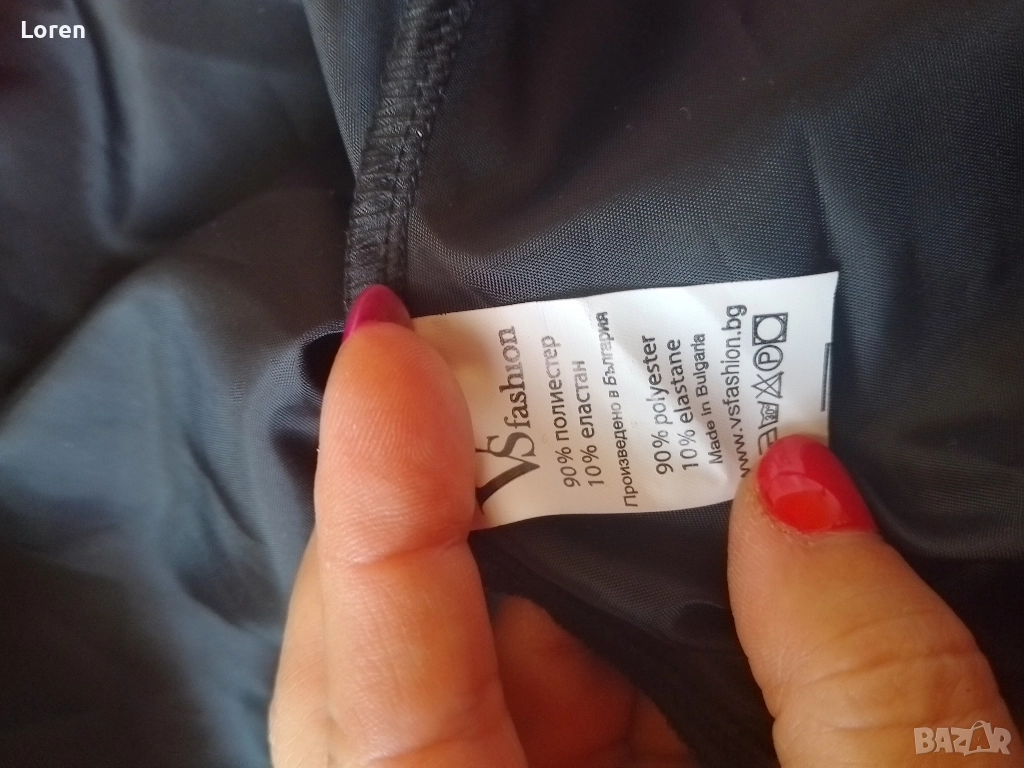 Loren
VS fashion
90% полиестер
10% еластан
Произведено в България
90% polyester
10% elastane
Made in Bulgaria
www.vsfashion.bg
BAZAR